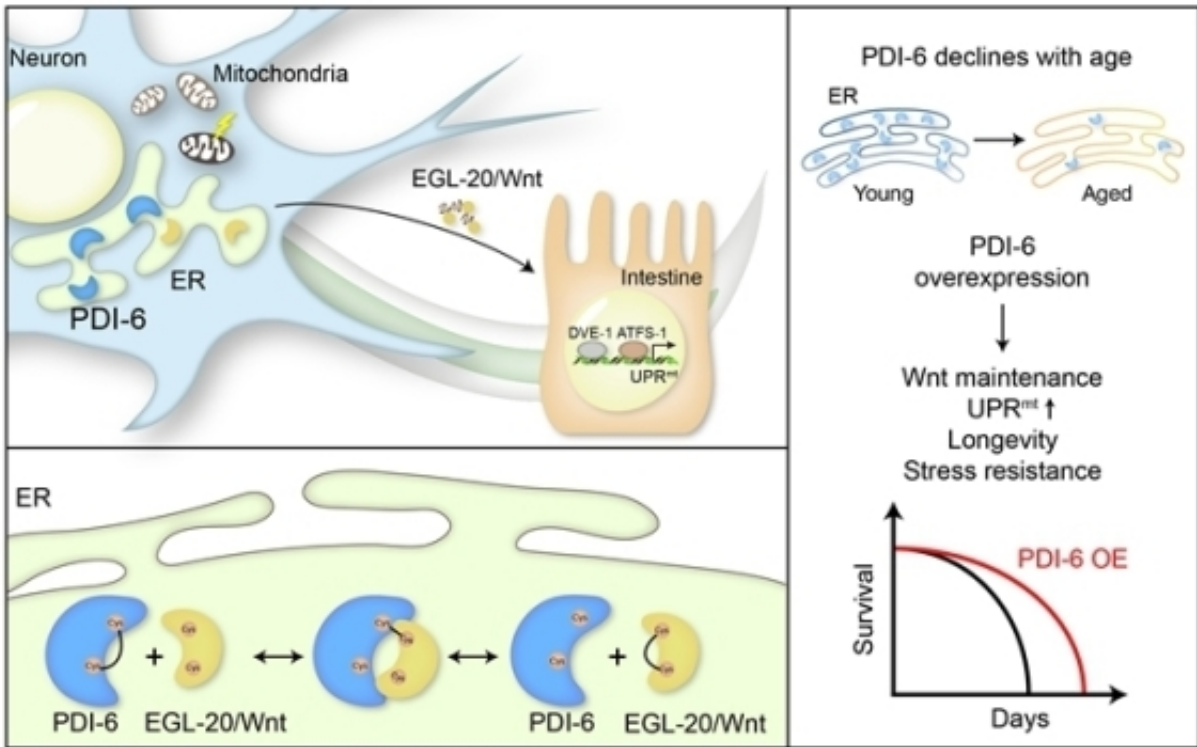 Neuron
Mitochondria
EGL-20/Wnt
ER
PDI-6
Intestine
DVE-1 ATFS-1
UPRmt
ER
Cys
Cys
+
Cys
Cys
Cys
Cys
Cys
Cys
Cys
Cys
+
Cys
Cys
PDI-6
EGL-20/Wnt
PDI-6
EGL-20/Wnt
PDI-6 declines with age
ER
Young
Aged
PDI-6
overexpression
Wnt maintenance
UPRmt ↑
Longevity
Stress resistance
PDI-6 OE
Survival
Days